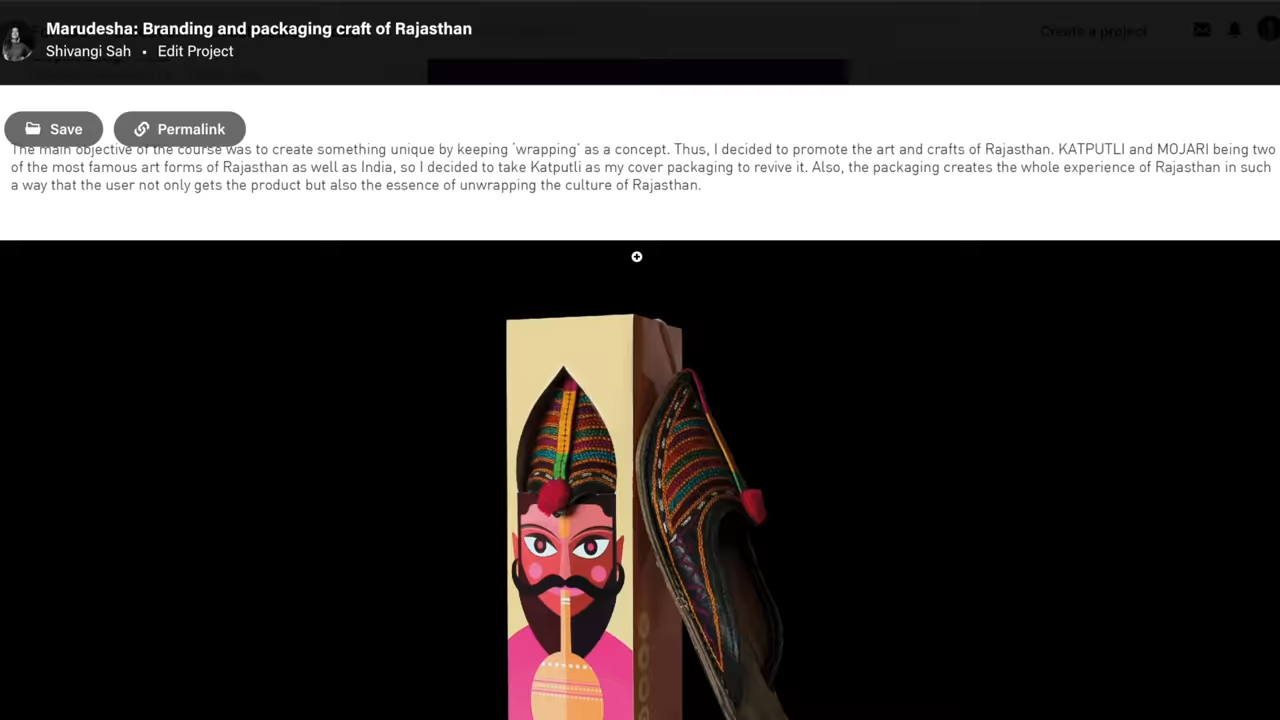 Marudesha: Branding and packaging craft of Rajasthan
Shivangi Sah • Edit Project
Create a project
Save
Permalink
The main objective of the course was to create something unique by keeping 'wrapping' as a concept. Thus, I decided to promote the art and crafts of Rajasthan. KATPUTLI and MOJARI being two
of the most famous art forms of Rajasthan as well as India, so I decided to take Katputli as my cover packaging to revive it. Also, the packaging creates the whole experience of Rajasthan in such
a way that the user not only gets the product but also the essence of unwrapping the culture of Rajasthan.